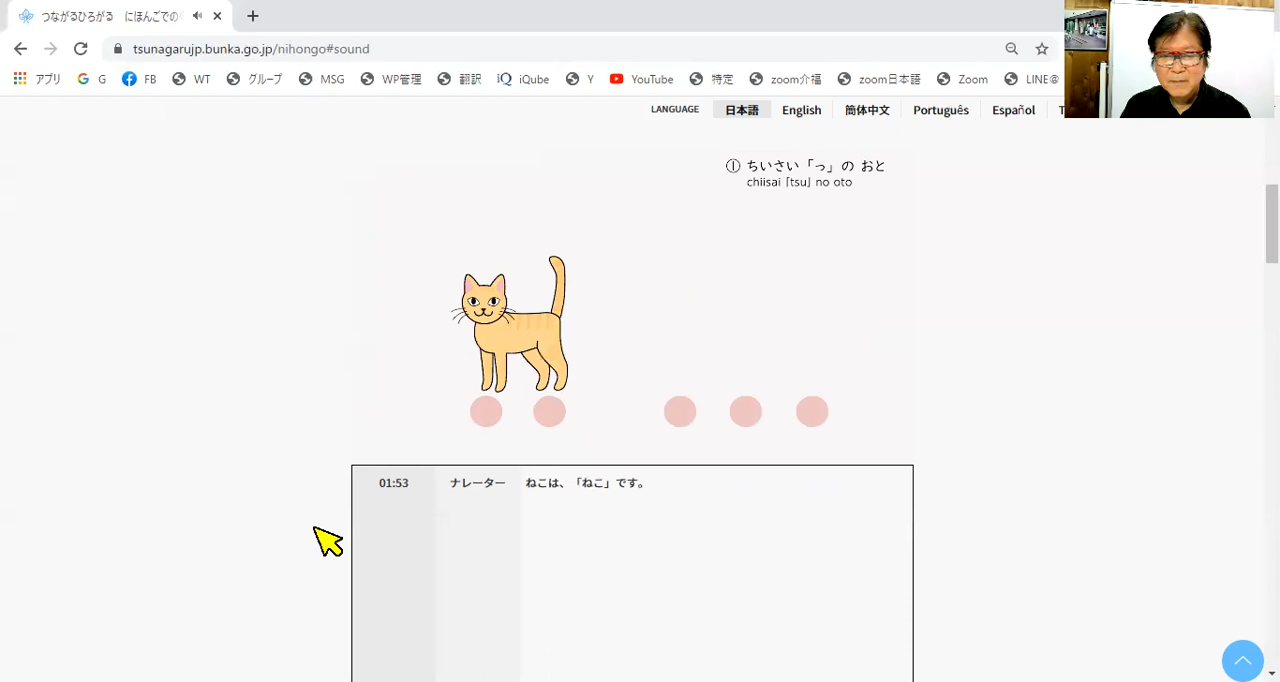 つながるひろがる　にほんごでの
tsunagarujp.bunka.go.jp/nihongo#sound
アプリ G FB WT グループ MSG WP管理 翻訳 iQube Y YouTube 特定 zoom介福 zoom日本語 Zoom LINE@
LANGUAGE 日本語 English 简体中文 Português Español T
① ちいさい「っ」の おと
chiisai「tsu」no oto
01:53 ナレーター ねこは、「ねこ」です。